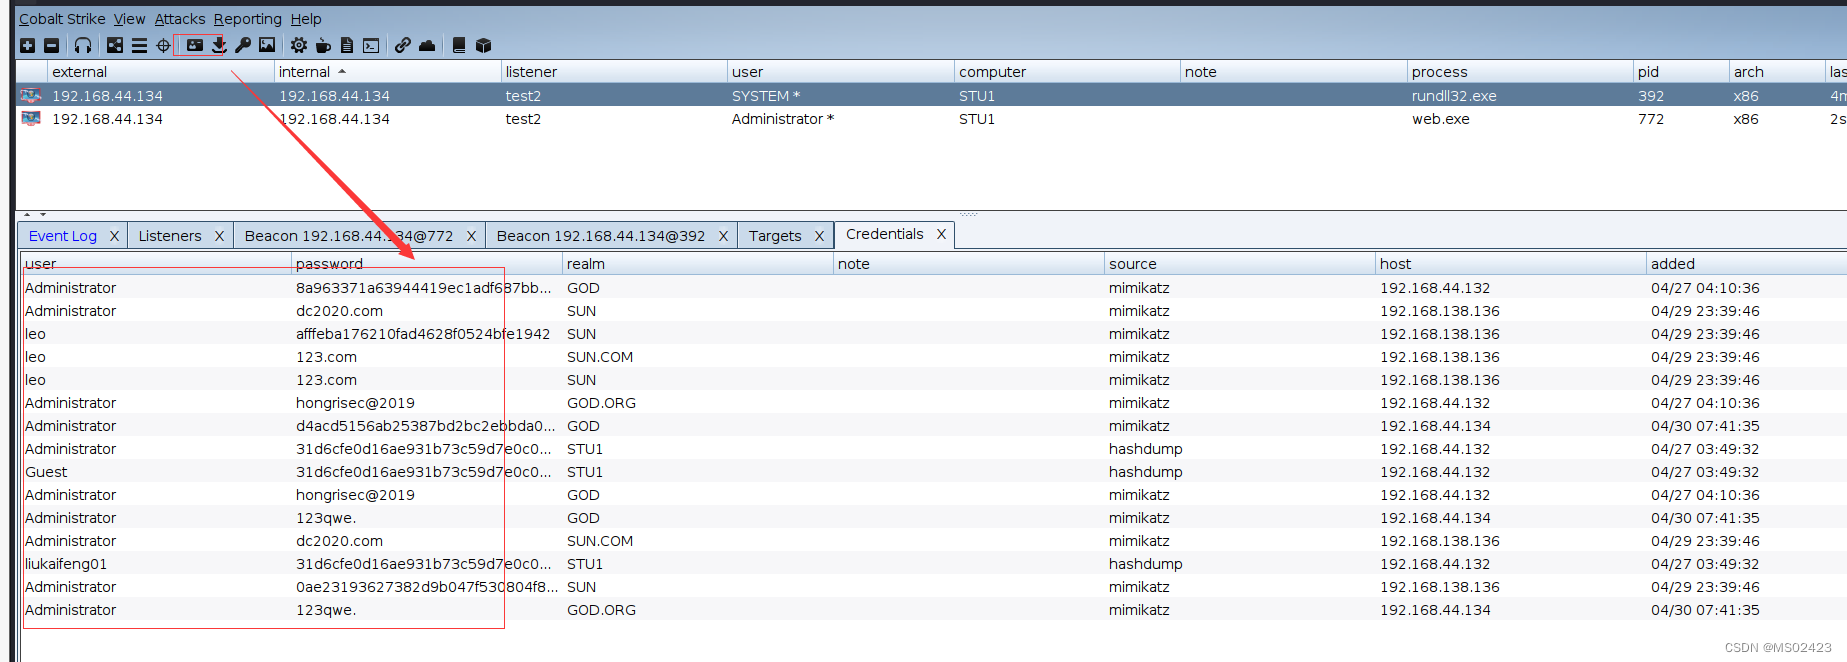 Cobalt Strike View Attacks Reporting Help
external internal listener user computer note process pid arch las
192.168.44.134 192.168.44.134 test2 SYSTEM * STU1 rundll32.exe 392 x86 4m
192.168.44.134 192.168.44.134 test2 Administrator * STU1 web.exe 772 x86 2s
Event Log X Listeners X Beacon 192.168.44.134@772 X Beacon 192.168.44.134@392 X Targets X Credentials X
user password realm note source host added
Administrator 8a963371a63944419ec1adf687bb... GOD mimikatz 192.168.44.132 04/27 04:10:36
Administrator dc2020.com SUN mimikatz 192.168.138.136 04/29 23:39:46
leo afffeba176210fad4628f0524bfe1942 SUN mimikatz 192.168.138.136 04/29 23:39:46
leo 123.com SUN.COM mimikatz 192.168.138.136 04/29 23:39:46
leo 123.com SUN mimikatz 192.168.138.136 04/29 23:39:46
Administrator hongrisec@2019 GOD.ORG mimikatz 192.168.44.132 04/27 04:10:36
Administrator d4acd5156ab25387bd2bc2ebbda0... GOD mimikatz 192.168.44.134 04/30 07:41:35
Administrator 31d6cfe0d16ae931b73c59d7e0c0... STU1 hashdump 192.168.44.132 04/27 03:49:32
Guest 31d6cfe0d16ae931b73c59d7e0c0... STU1 hashdump 192.168.44.132 04/27 03:49:32
Administrator hongrisec@2019 GOD mimikatz 192.168.44.132 04/27 04:10:36
Administrator 123qwe. GOD mimikatz 192.168.44.134 04/30 07:41:35
Administrator dc2020.com SUN.COM mimikatz 192.168.138.136 04/29 23:39:46
liukaifeng01 31d6cfe0d16ae931b73c59d7e0c0... STU1 hashdump 192.168.44.132 04/27 03:49:32
Administrator 0ae23193627382d9b047f530804f8... SUN mimikatz 192.168.138.136 04/29 23:39:46
Administrator 123qwe. GOD.ORG mimikatz 192.168.44.134 04/30 07:41:35
CSDN @MS02423